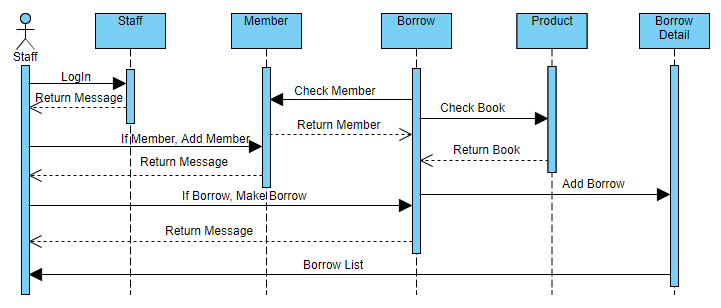 Staff
Member
Borrow
Product
Borrow
Detail
Staff
LogIn
Check Member
Return Message
Check Book
Return Member
If Member, Add Member
Return Book
Return Message
Add Borrow
If Borrow, Make Borrow
Return Message
Borrow List